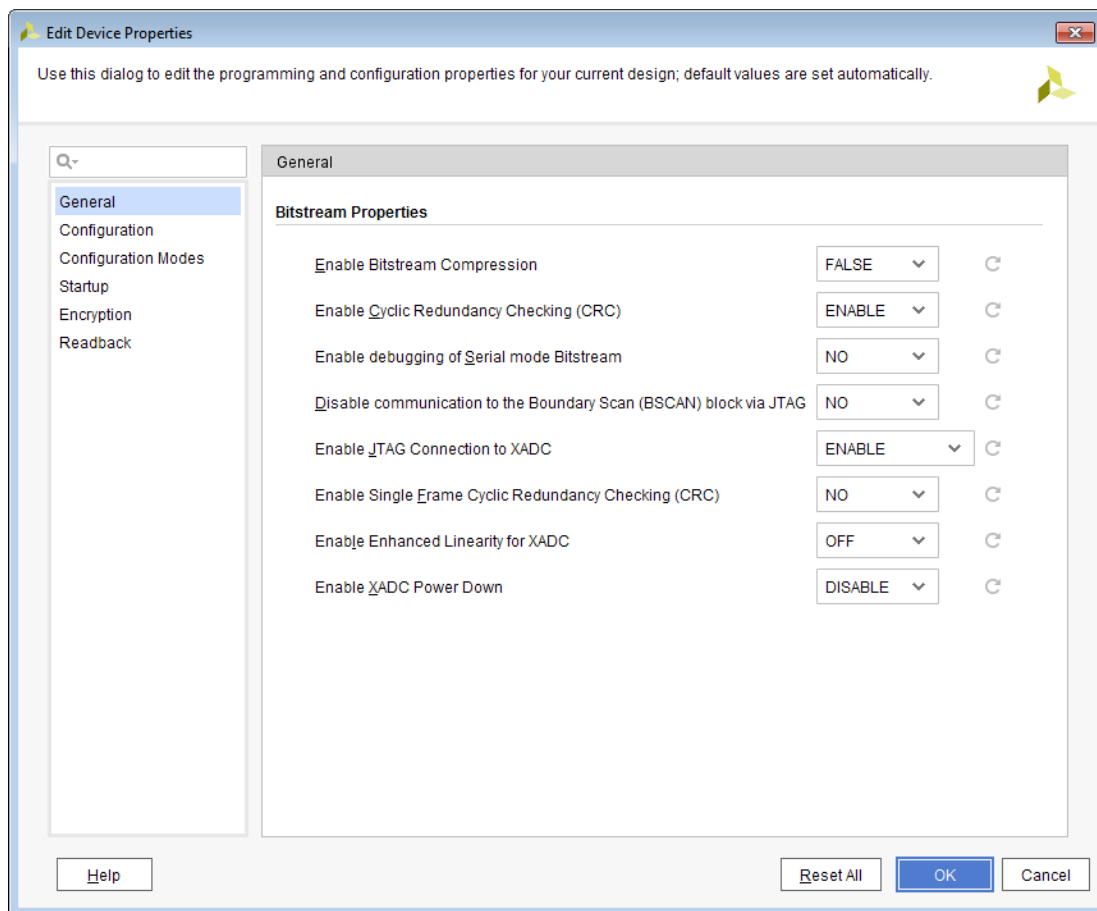 Edit Device Properties
Use this dialog to edit the programming and configuration properties for your current design; default values are set automatically.
General
Configuration
Configuration Modes
Startup
Encryption
Readback
General
Bitstream Properties
Enable Bitstream Compression FALSE
Enable Cyclic Redundancy Checking (CRC) ENABLE
Enable debugging of Serial mode Bitstream NO
Disable communication to the Boundary Scan (BSCAN) block via JTAG NO
Enable JTAG Connection to XADC ENABLE
Enable Single Frame Cyclic Redundancy Checking (CRC) NO
Enable Enhanced Linearity for XADC OFF
Enable XADC Power Down DISABLE
Help Reset All OK Cancel